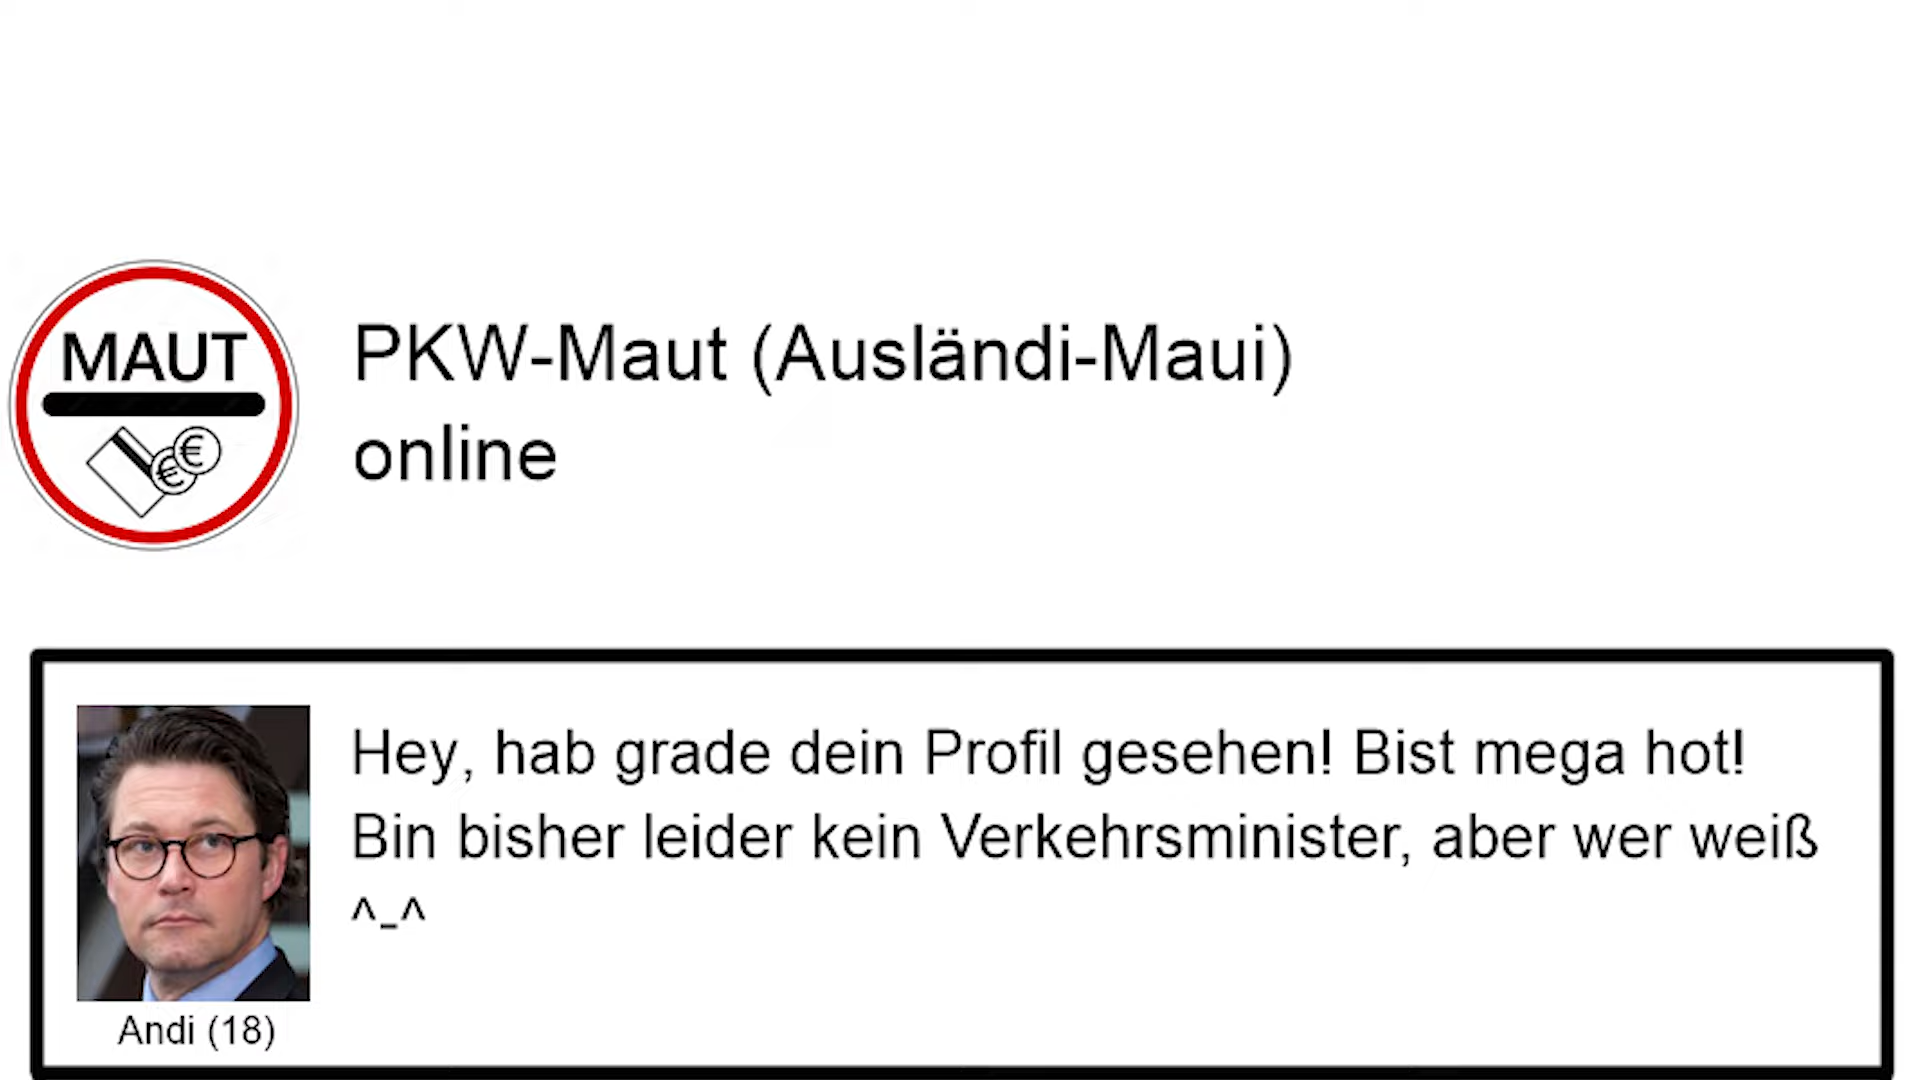 MAUT
€
€
PKW-Maut (Ausländi-Maui)
online
Hey, hab grade dein Profil gesehen! Bist mega hot!
Bin bisher leider kein Verkehrsminister, aber wer weiß
^-^
Andi (18)